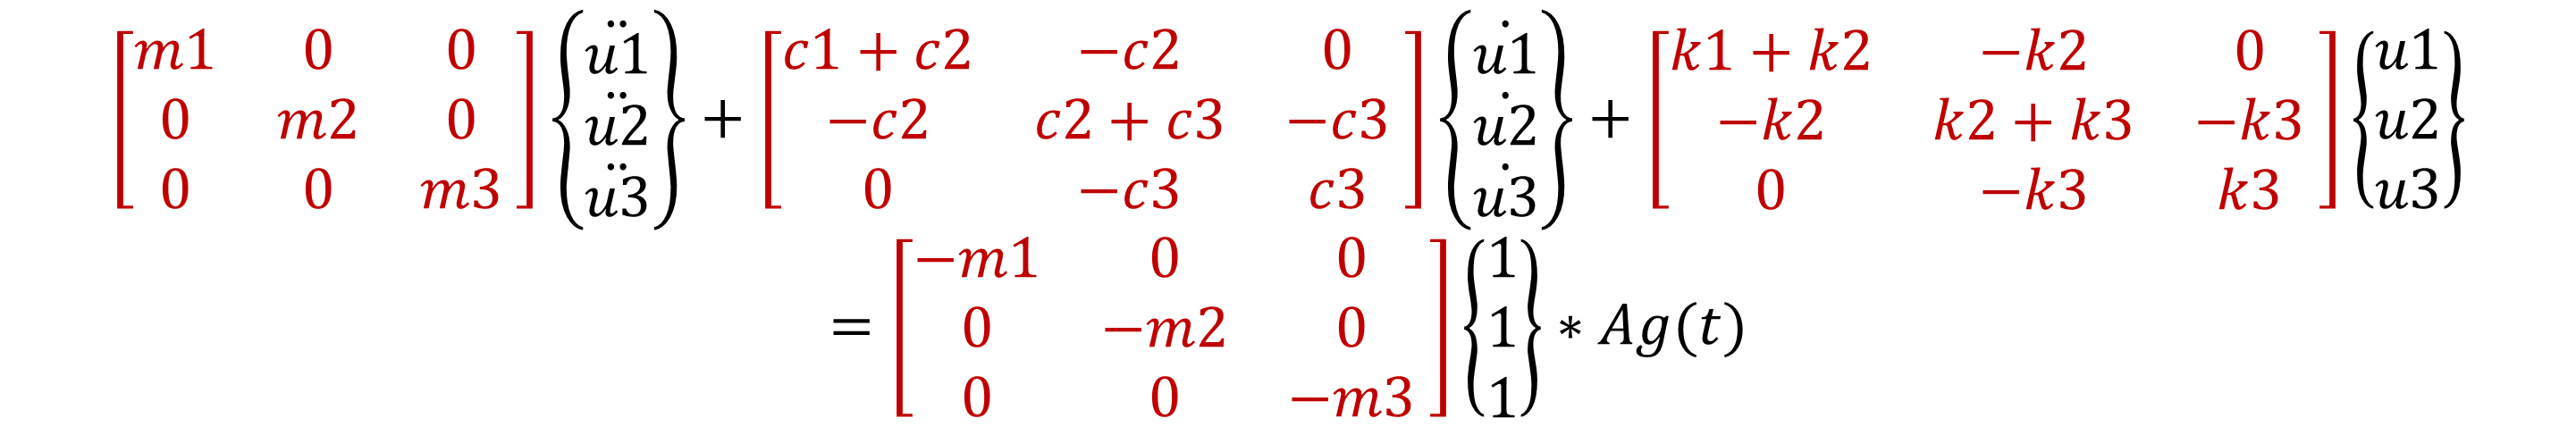 [m1 0 0; 0 m2 0; 0 0 m3] {ü1; ü2; ü3} + [c1 + c2 −c2 0; −c2 c2 + c3 −c3; 0 −c3 c3] {u̇1; u̇2; u̇3} + [k1 + k2 −k2 0; −k2 k2 + k3 −k3; 0 −k3 k3] {u1; u2; u3}
= [−m1 0 0; 0 −m2 0; 0 0 −m3] {1; 1; 1} ∗ Ag(t)